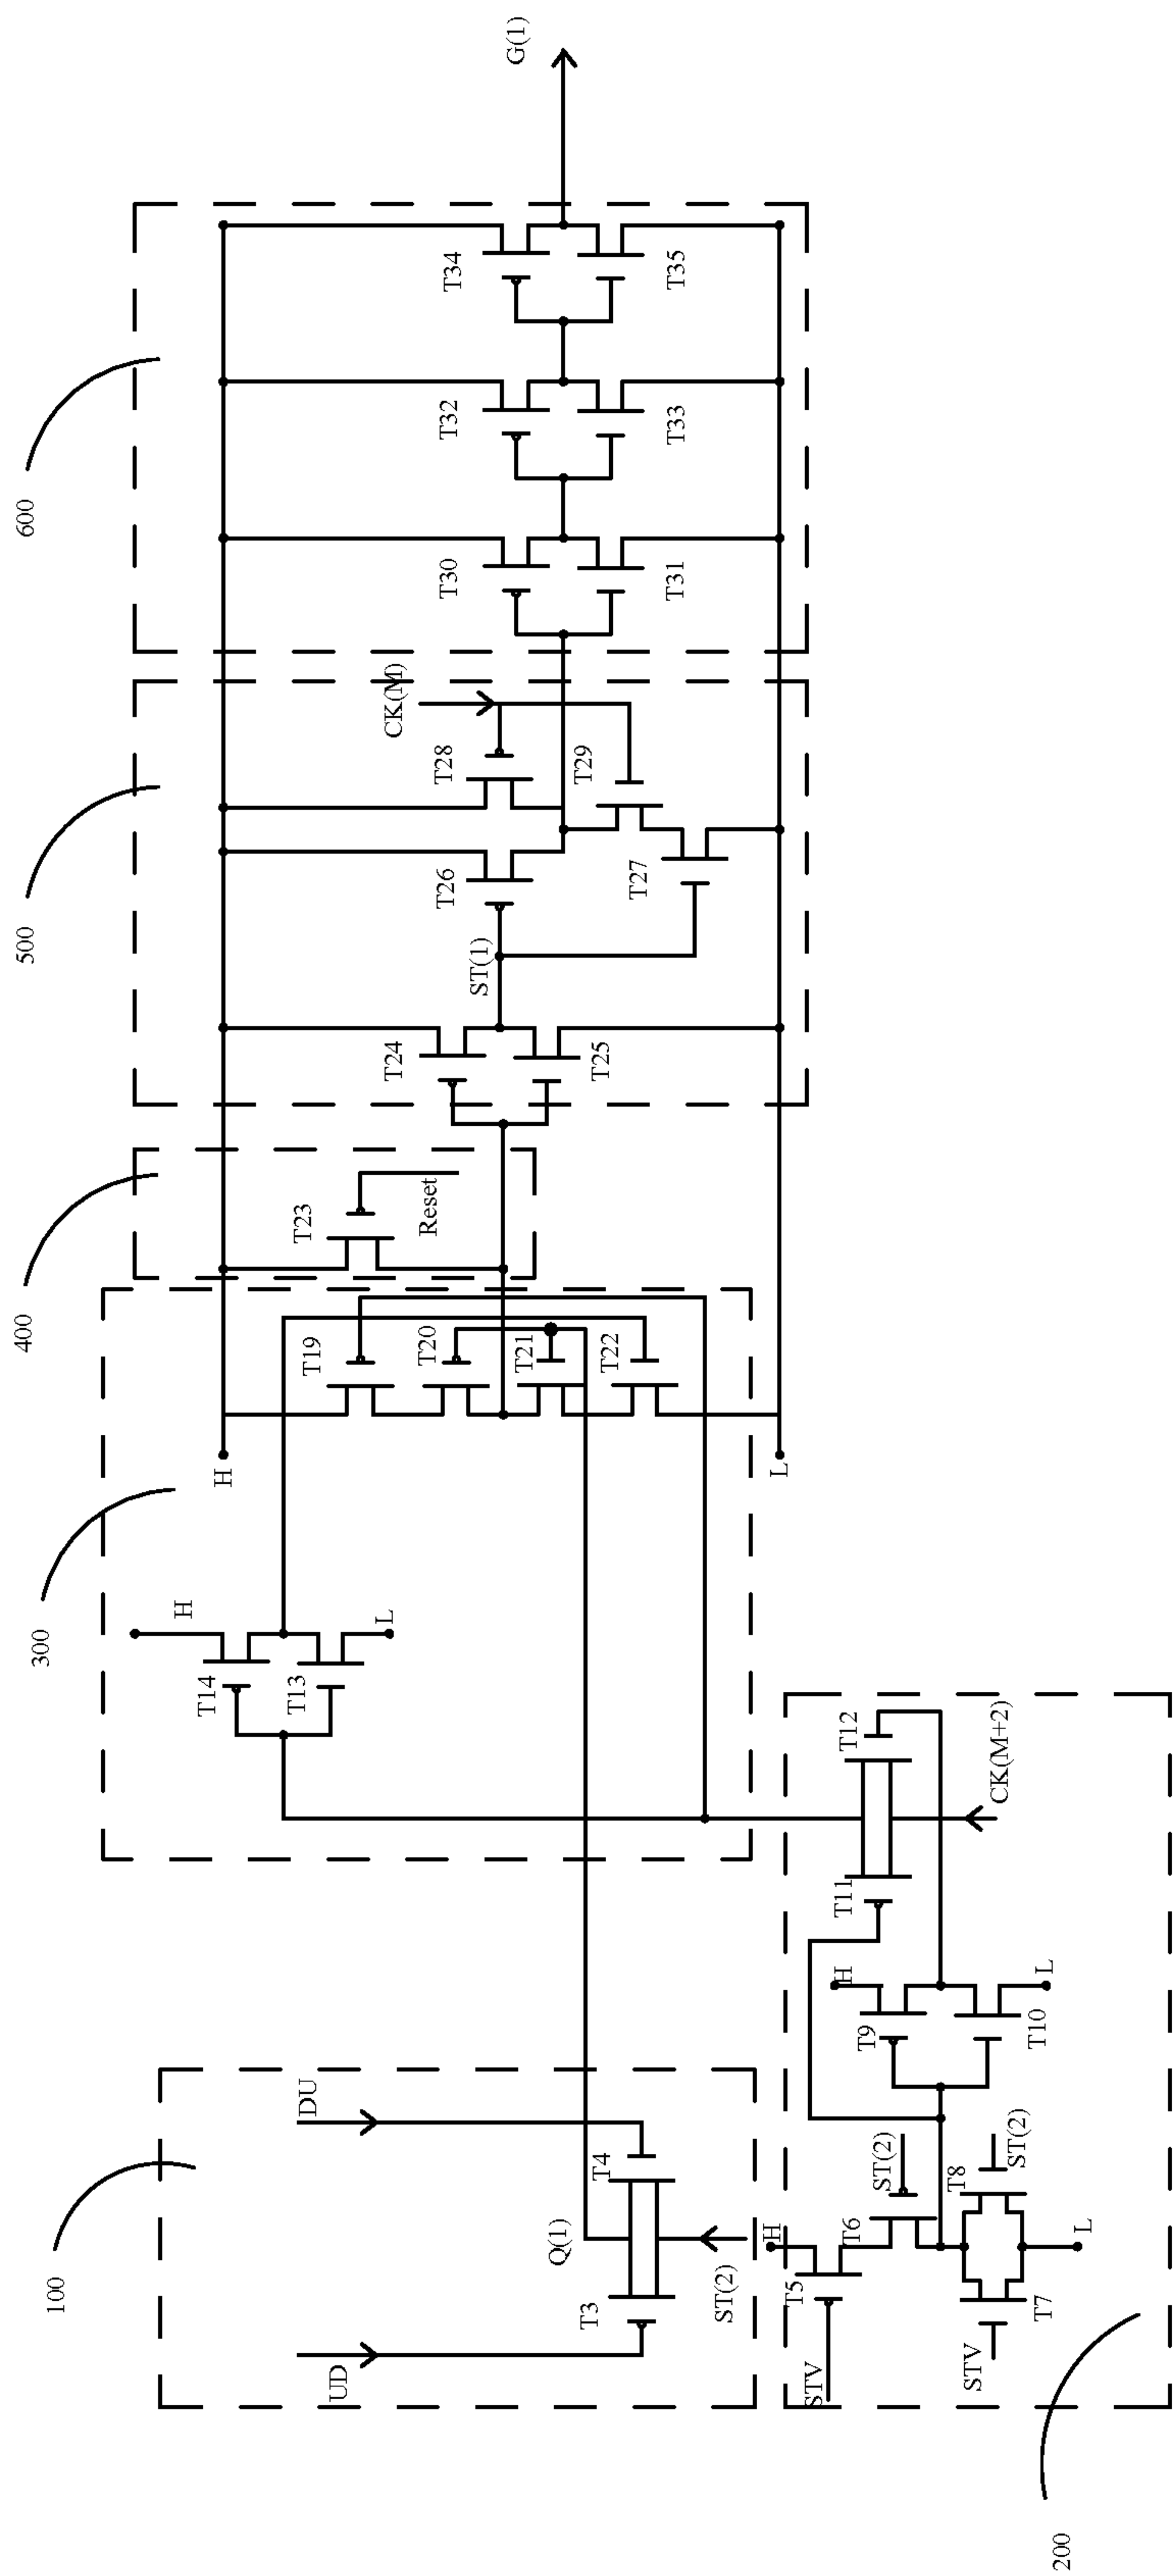 100
UD
DU
T3
T4
Q(1)
ST(2)
200
STV
T5
H
T6
ST(2)
STV
T7
T8
ST(2)
L
T9
H
T10
L
T11
T12
CK(M+2)
300
T14
H
T13
L
H
L
T19
T20
T21
T22
400
T23
Reset
500
T24
T25
ST(1)
T26
T27
T28
T29
CK(M)
600
T30
T31
T32
T33
T34
T35
G(1)